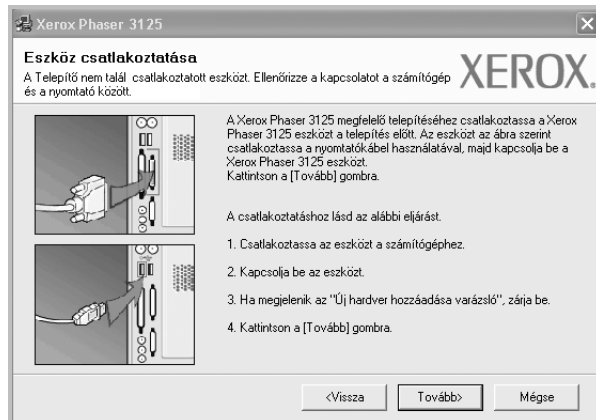 Xerox Phaser 3125
Eszköz csatlakoztatása
A Telepítő nem talál csatlakoztatott eszközt. Ellenőrizze a kapcsolatot a számítógép
és a nyomtató között.
XEROX.
A Xerox Phaser 3125 megfelelő telepítéséhez csatlakoztassa a Xerox
Phaser 3125 eszközt a telepítés előtt. Az eszközt az ábra szerint
csatlakoztassa a nyomtatókábel használatával, majd kapcsolja be a
Xerox Phaser 3125 eszközt.
Kattintson a [Tovább] gombra.
A csatlakoztatáshoz lásd az alábbi eljárást.
1. Csatlakoztassa az eszközt a számítógéphez.
2. Kapcsolja be az eszközt.
3. Ha megjelenik az "Új hardver hozzáadása varázsló", zárja be.
4. Kattintson a [Tovább] gombra.
<Vissza Tovább> Mégse